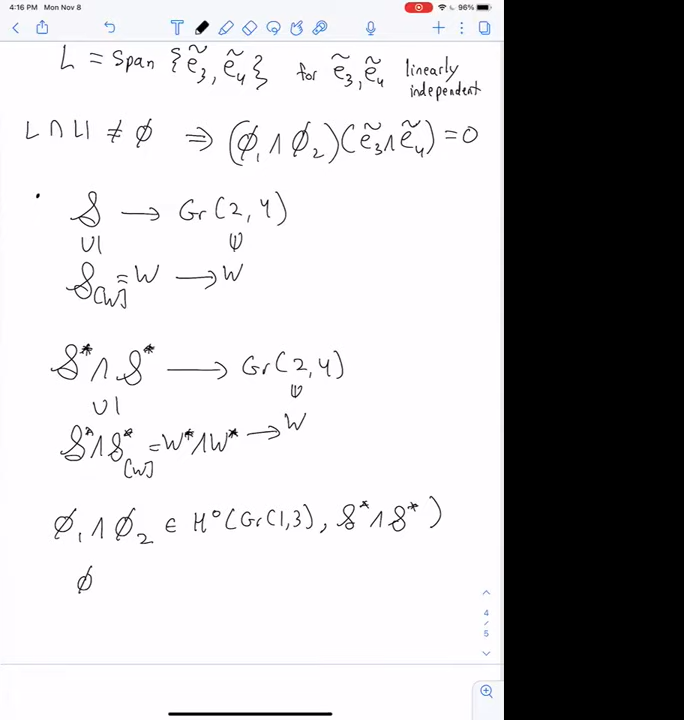 4:16 PM Mon Nov 8 96%
L = Span {ẽ₃, ẽ₄} for ẽ₃, ẽ₄ linearly independent
L ∩ L1 ≠ ∅ ⇒ (ϕ₁ ∧ ϕ₂)(ẽ₃ ∧ ẽ₄) = 0
• S → Gr(2,4)
∪| ψ
S_[W] = W → W
S* ∧ S* → Gr(2,4)
∪| ψ
S* ∧ S*_[W] = W* ∧ W* → W
ϕ₁ ∧ ϕ₂ ∈ H⁰(Gr(1,3), S* ∧ S*)
ϕ
4
/
5